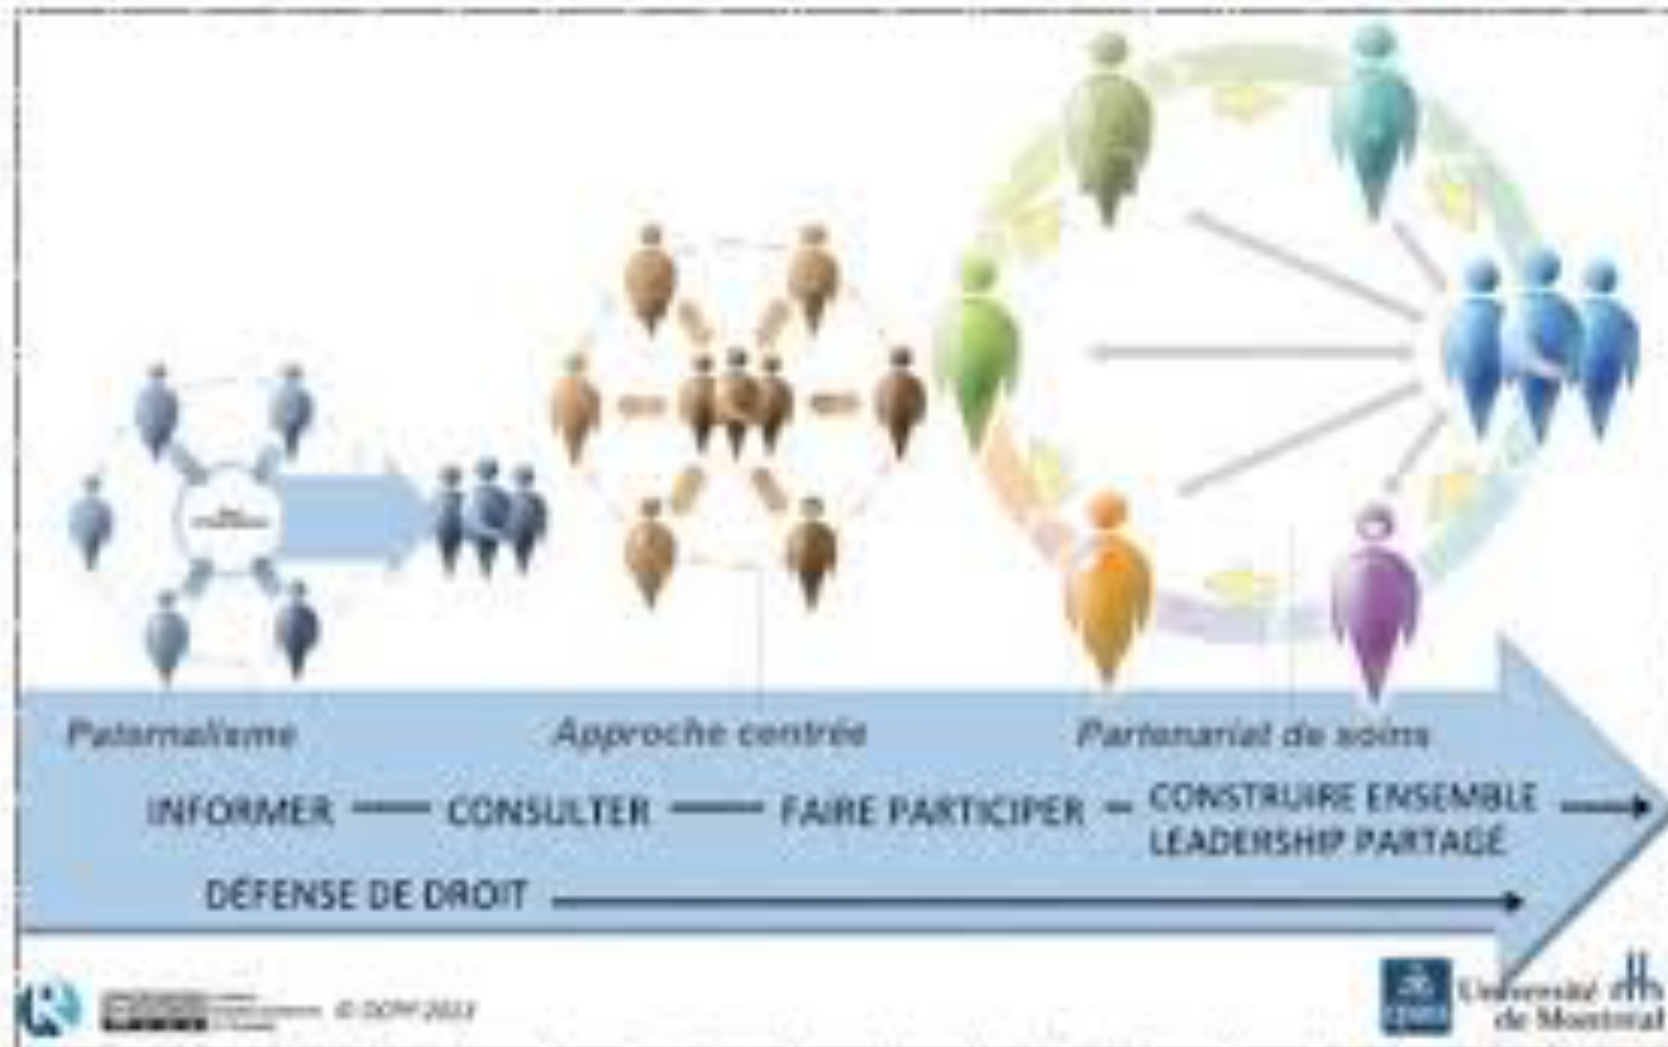 Paternalisme
Approche centrée
Partenariat de soins
INFORMER
CONSULTER
FAIRE PARTICIPER
CONSTRUIRE ENSEMBLE
LEADERSHIP PARTAGÉ
DÉFENSE DE DROIT
Université
de Montréal